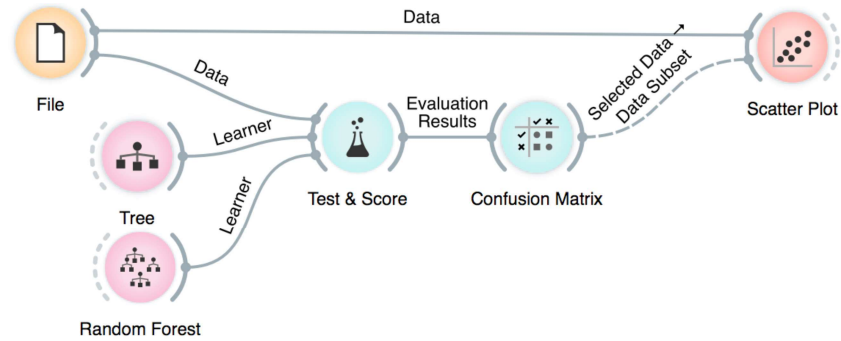 Data
File
Data
Learner
Tree
Learner
Random Forest
Test & Score
Evaluation
Results
Confusion Matrix
Selected Data →
Data Subset
Scatter Plot